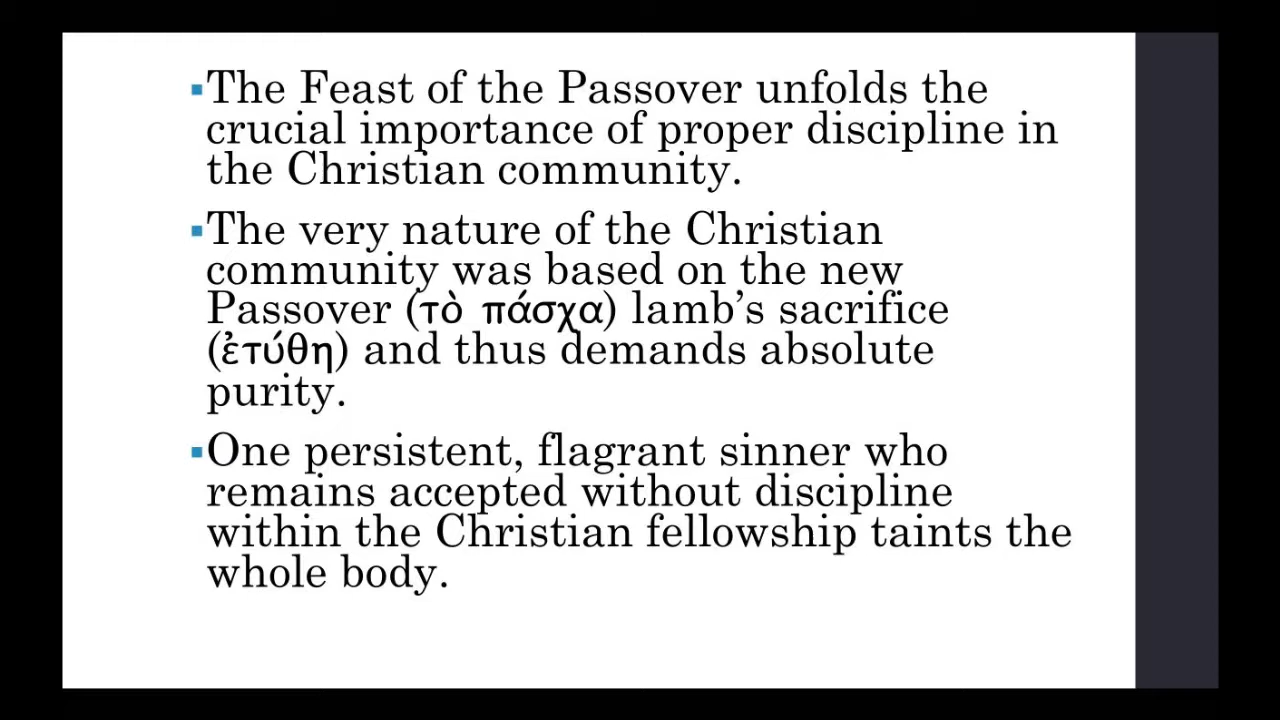 ▪The Feast of the Passover unfolds the
crucial importance of proper discipline in
the Christian community.
▪The very nature of the Christian
community was based on the new
Passover (τὸ πάσχα) lamb’s sacrifice
(ἐτύθη) and thus demands absolute
purity.
▪One persistent, flagrant sinner who
remains accepted without discipline
within the Christian fellowship taints the
whole body.